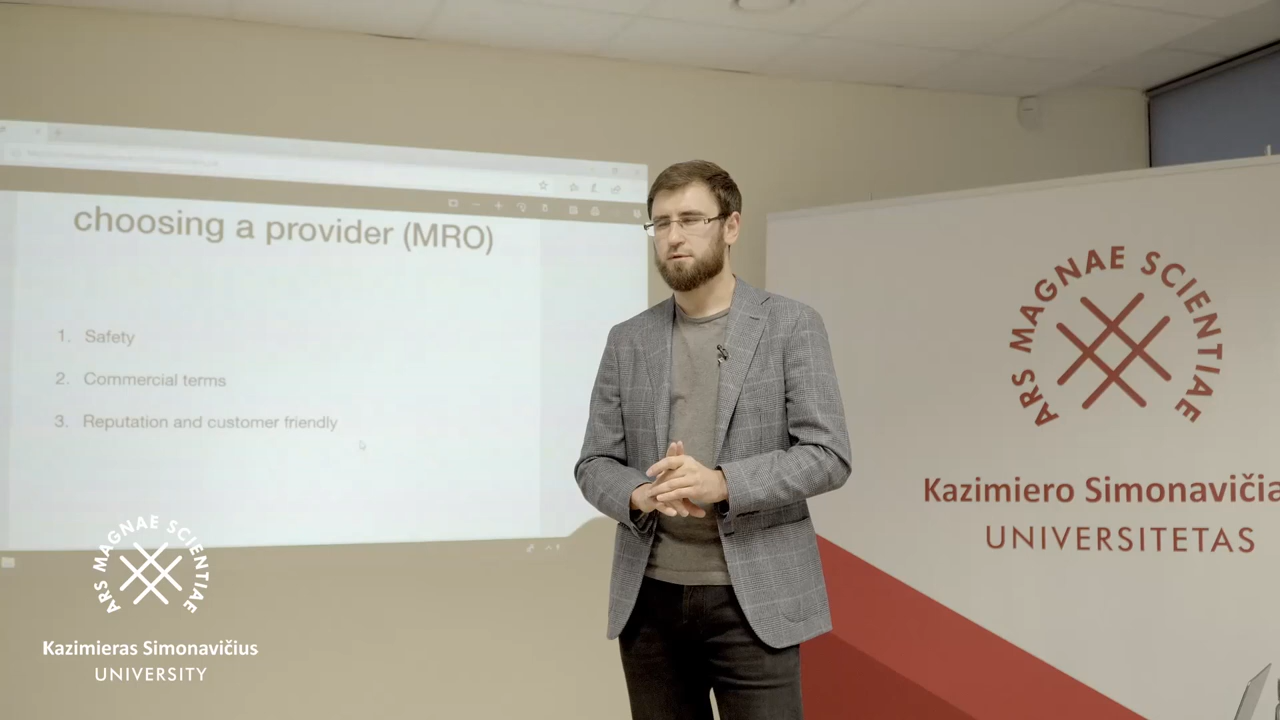 choosing a provider (MRO)
1. Safety
2. Commercial terms
3. Reputation and customer friendly
ARS MAGNAE SCIENTIAE
Kazimieras Simonavičius
UNIVERSITY
ARS MAGNAE SCIENTIAE
Kazimiero Simonavičia
UNIVERSITETAS